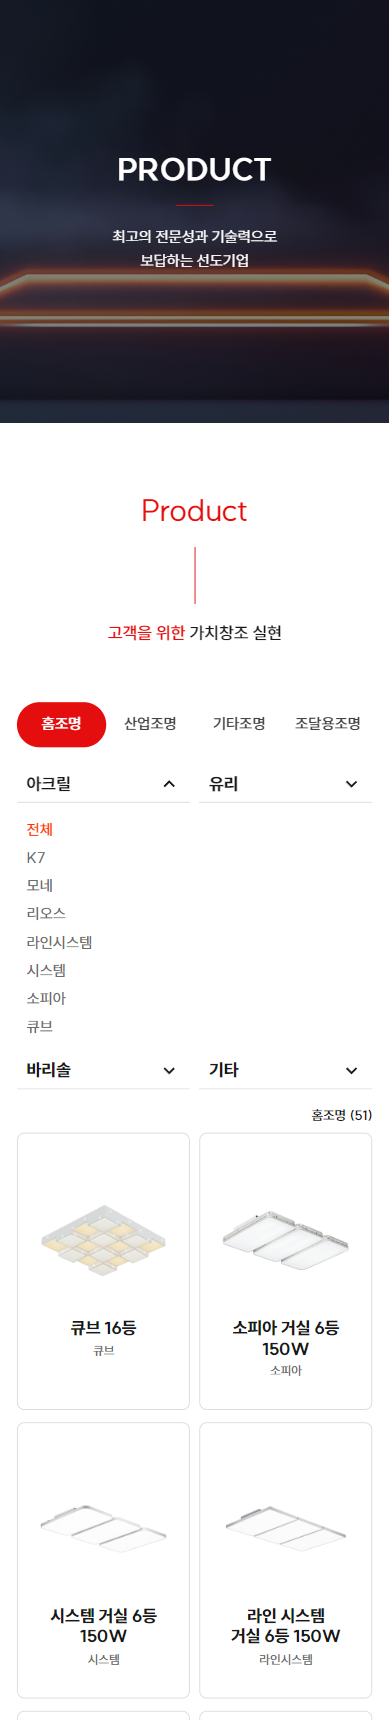 PRODUCT
최고의 전문성과 기술력으로
보답하는 선도기업
Product
고객을 위한 가치창조 실현
홈조명 산업조명 기타조명 조달용조명
아크릴 유리
전체
K7
모네
리오스
라인시스템
시스템
소피아
큐브
바리솔 기타
홈조명 (51)
큐브 16등
큐브
소피아 거실 6등
150W
소피아
시스템 거실 6등
150W
시스템
라인 시스템
거실 6등 150W
라인시스템